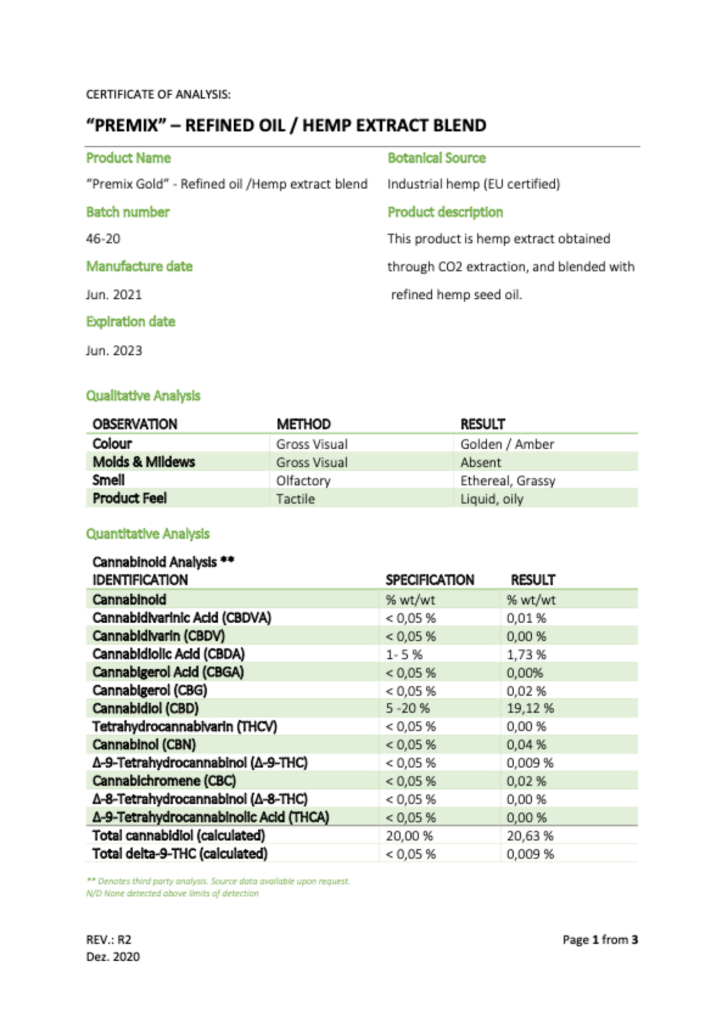 CERTIFICATE OF ANALYSIS:
“PREMIX” – REFINED OIL / HEMP EXTRACT BLEND
Product Name Botanical Source
“Premix Gold” - Refined oil /Hemp extract blend Industrial hemp (EU certified)
Batch number Product description
46-20 This product is hemp extract obtained
Manufacture date through CO2 extraction, and blended with
Jun. 2021 refined hemp seed oil.
Expiration date
Jun. 2023
Qualitative Analysis
OBSERVATION METHOD RESULT
Colour Gross Visual Golden / Amber
Molds & Mildews Gross Visual Absent
Smell Olfactory Ethereal, Grassy
Product Feel Tactile Liquid, oily
Quantitative Analysis
Cannabinoid Analysis **
IDENTIFICATION SPECIFICATION RESULT
Cannabinoid % wt/wt % wt/wt
Cannabidivarinic Acid (CBDVA) < 0,05 % 0,01 %
Cannabidivarin (CBDV) < 0,05 % 0,00 %
Cannabidiolic Acid (CBDA) 1- 5 % 1,73 %
Cannabigerol Acid (CBGA) < 0,05 % 0,00%
Cannabigerol (CBG) < 0,05 % 0,02 %
Cannabidiol (CBD) 5 -20 % 19,12 %
Tetrahydrocannabivarin (THCV) < 0,05 % 0,00 %
Cannabinol (CBN) < 0,05 % 0,04 %
Δ-9-Tetrahydrocannabinol (Δ-9-THC) < 0,05 % 0,009 %
Cannabichromene (CBC) < 0,05 % 0,02 %
Δ-8-Tetrahydrocannabinol (Δ-8-THC) < 0,05 % 0,00 %
Δ-9-Tetrahydrocannabinolic Acid (THCA) < 0,05 % 0,00 %
Total cannabidiol (calculated) 20,00 % 20,63 %
Total delta-9-THC (calculated) < 0,05 % 0,009 %
** Denotes third party analysis. Source data available upon request.
N/D None detected above limits of detection
REV.: R2 Page 1 from 3
Dez. 2020